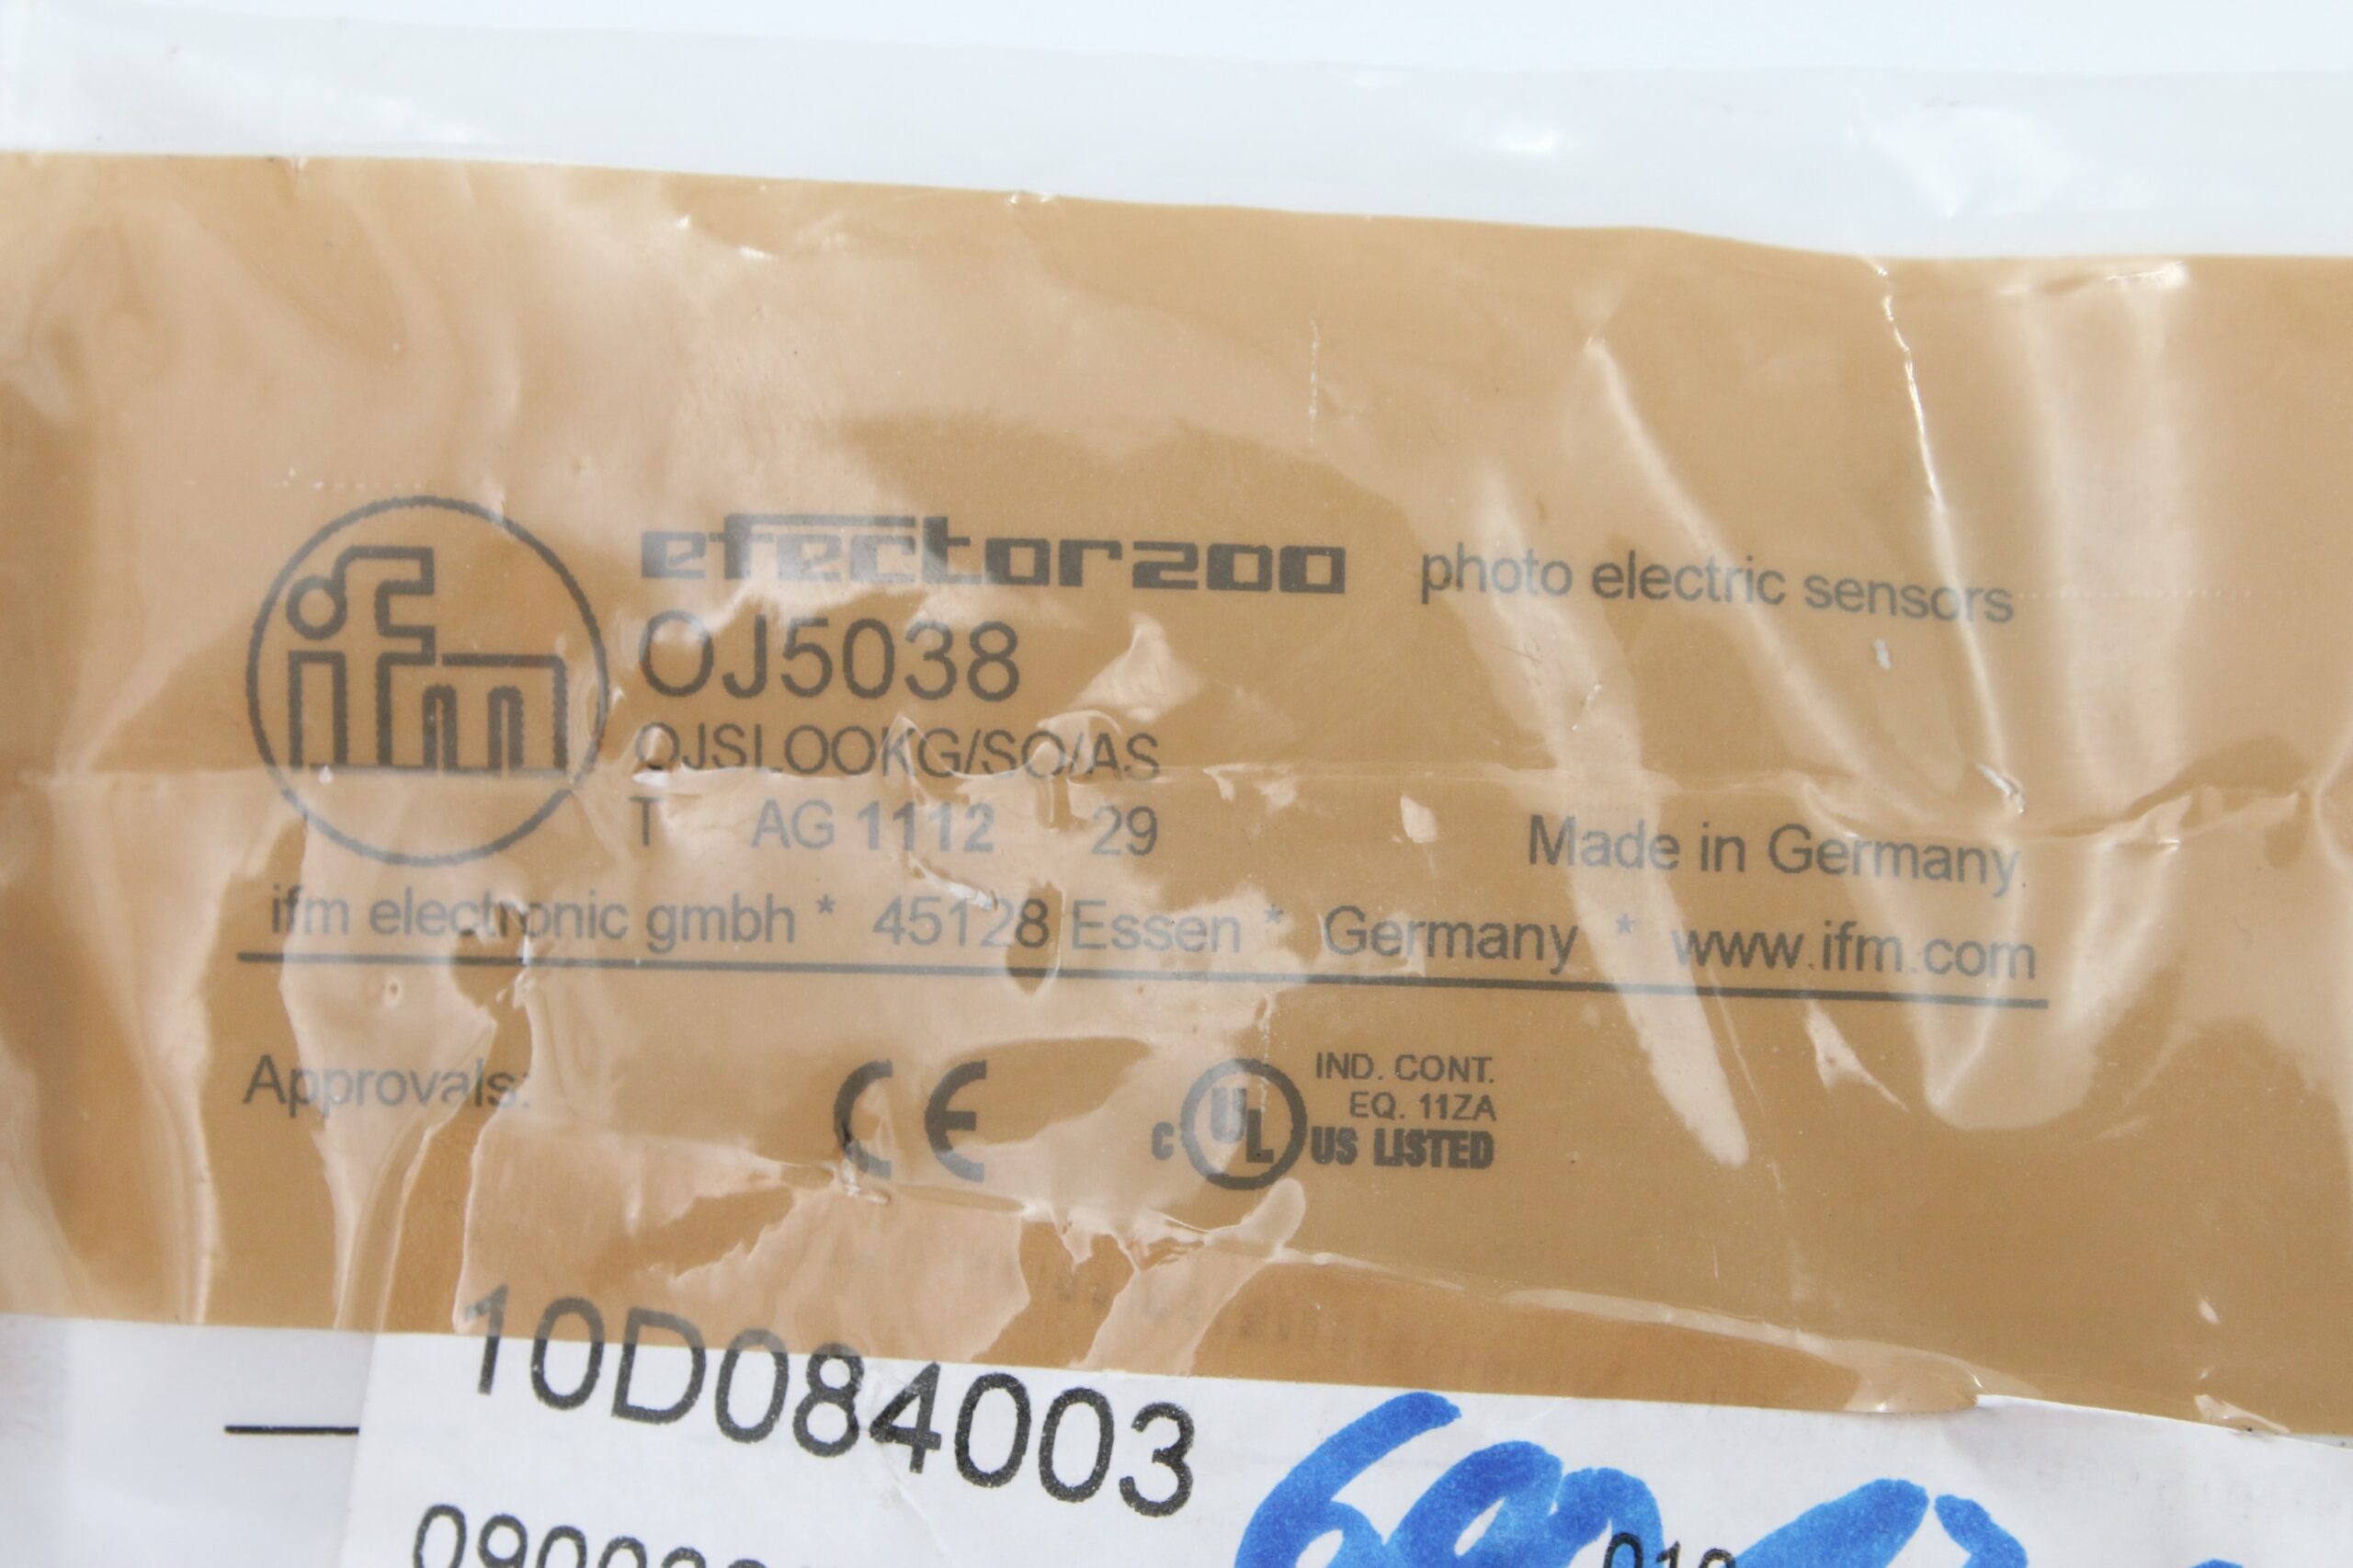 ifm
efector200 photo electric sensors
OJ5038
OJSLOOKG/SO/AS
T AG 1112 29 Made in Germany
ifm electronic gmbh * 45128 Essen * Germany * www.ifm.com
Approvals: CE c UL US LISTED
IND. CONT.
EQ. 11ZA
10D084003